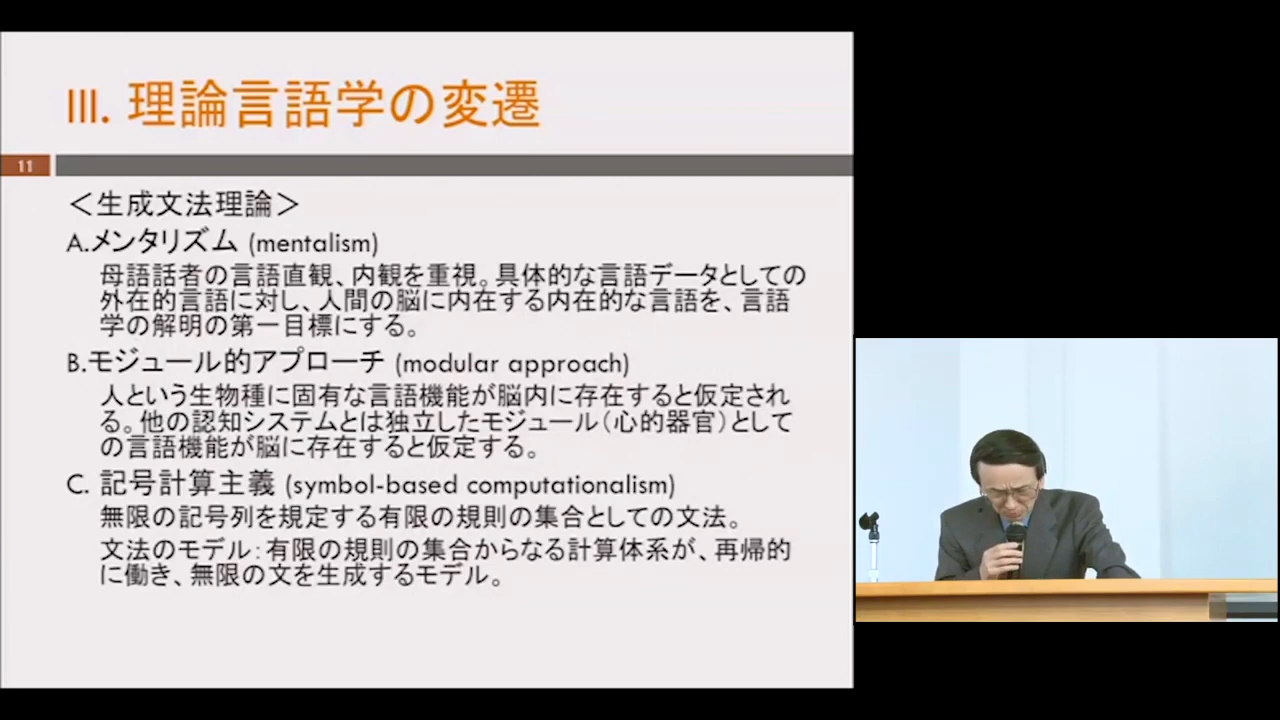 III. 理論言語学の変遷
11
＜生成文法理論＞
A.メンタリズム (mentalism)
母語話者の言語直観、内観を重視。具体的な言語データとしての
外在的言語に対し、人間の脳に内在する内在的な言語を、言語
学の解明の第一目標にする。
B.モジュール的アプローチ (modular approach)
人という生物種に固有な言語機能が脳内に存在すると仮定され
る。他の認知システムとは独立したモジュール（心的器官）として
の言語機能が脳に存在すると仮定する。
C. 記号計算主義 (symbol-based computationalism)
無限の記号列を規定する有限の規則の集合としての文法。
文法のモデル：有限の規則の集合からなる計算体系が、再帰的
に働き、無限の文を生成するモデル。